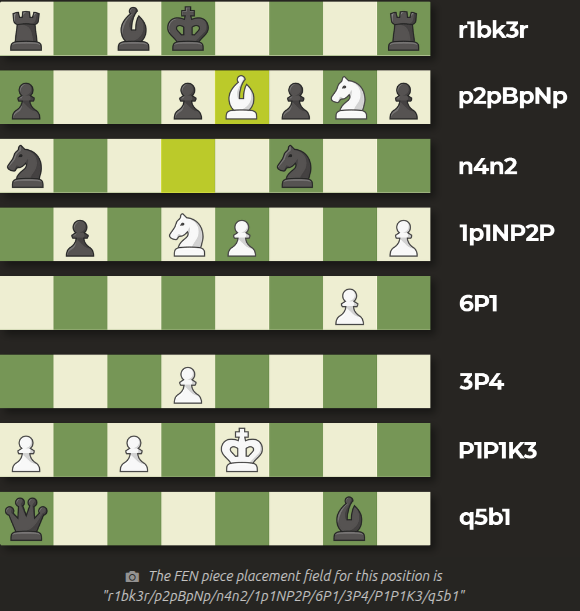 r1bk3r
p2pBpNp
n4n2
1p1NP2P
6P1
3P4
P1P1K3
q5b1
The FEN piece placement field for this position is
"r1bk3r/p2pBpNp/n4n2/1p1NP2P/6P1/3P4/P1P1K3/q5b1"